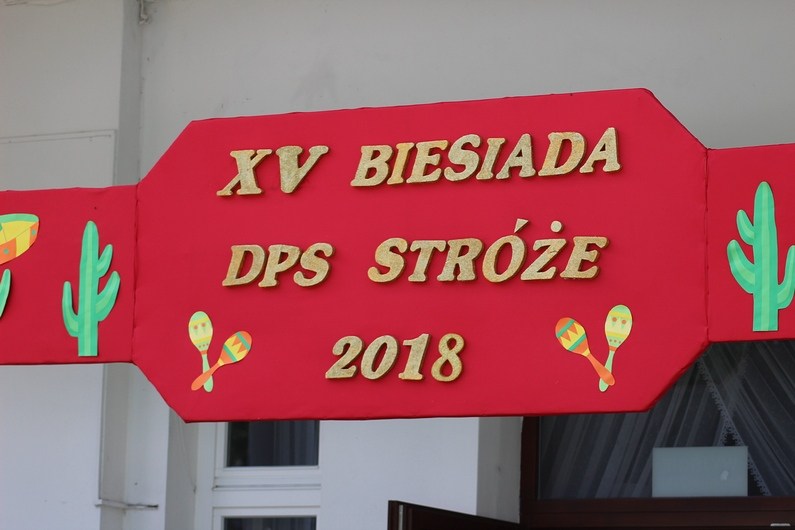 XV BIESIADA
DPS STRÓŻE
2018